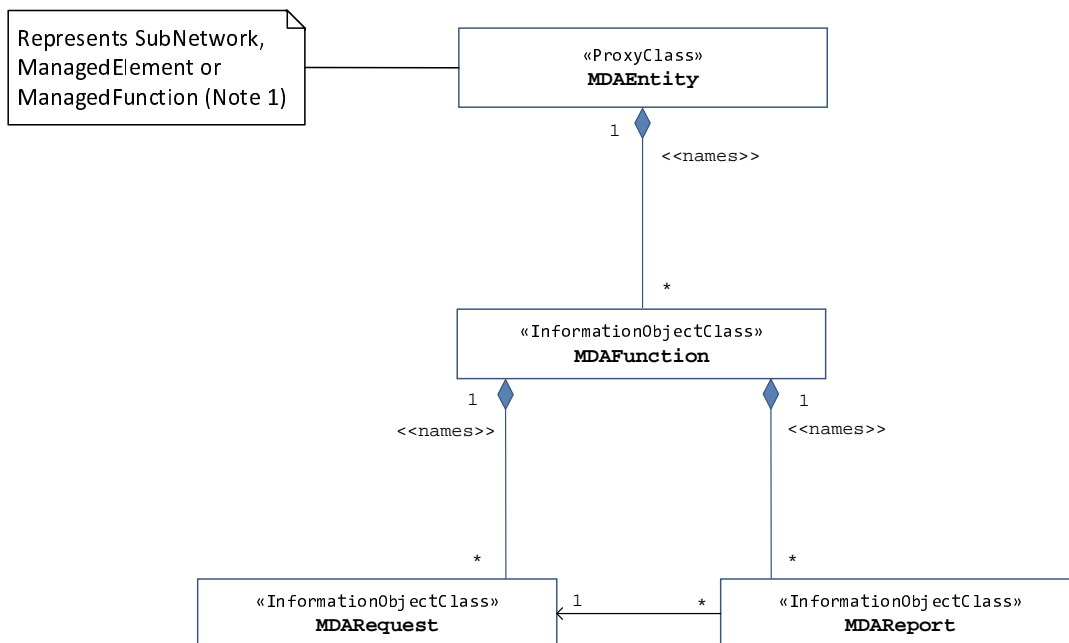 Represents SubNetwork,
ManagedElement or
ManagedFunction (Note 1)
«ProxyClass»
MDAEntity
1
<<names>>
*
«InformationObjectClass»
MDAFunction
1
<<names>>
1
<<names>>
*
*
«InformationObjectClass»
MDARequest
1
*
«InformationObjectClass»
MDAReport